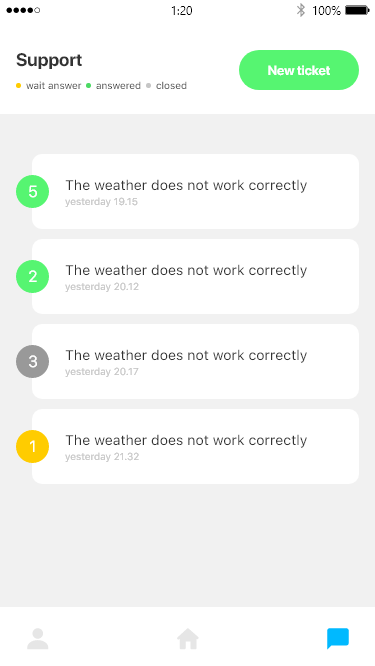 1:20
100%
Support
New ticket
wait answer answered closed
5
The weather does not work correctly
yesterday 19.15
2
The weather does not work correctly
yesterday 20.12
3
The weather does not work correctly
yesterday 20.17
1
The weather does not work correctly
yesterday 21.32